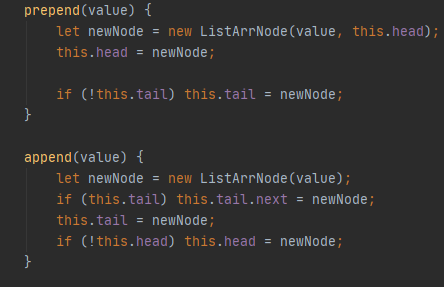 prepend(value) {
    let newNode = new ListArrNode(value, this.head);
    this.head = newNode;

    if (!this.tail) this.tail = newNode;
}

append(value) {
    let newNode = new ListArrNode(value);
    if (this.tail) this.tail.next = newNode;
    this.tail = newNode;
    if (!this.head) this.head = newNode;
}